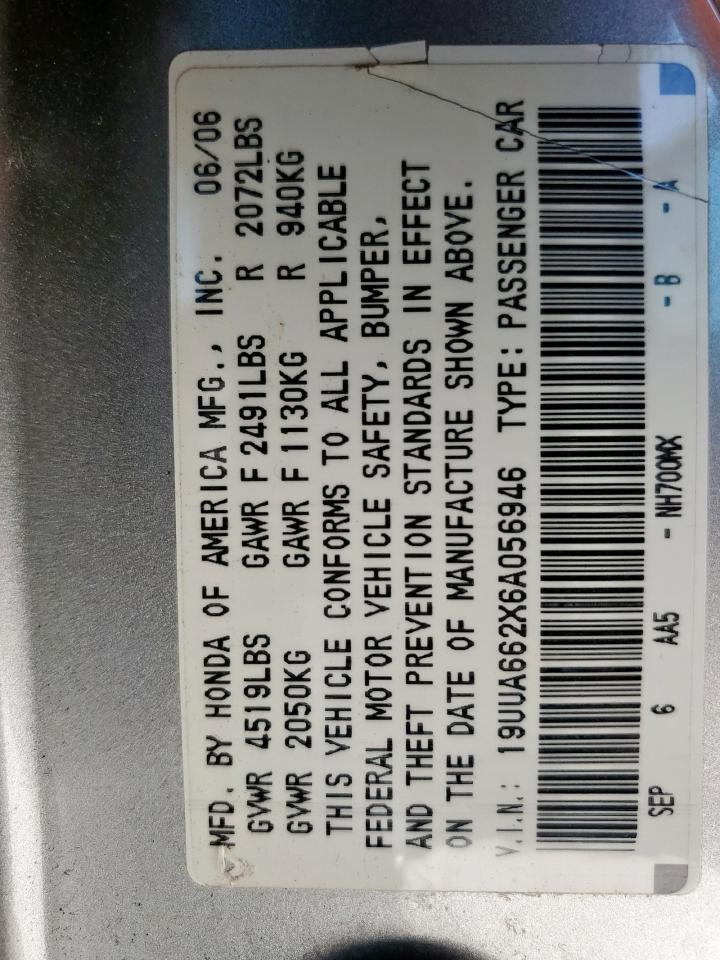 MFD. BY HONDA OF AMERICA MFG., INC. 06/06
GVWR 4519LBS GAWR F 2491LBS R 2072LBS
GVWR 2050KG GAWR F 1130KG R 940KG
THIS VEHICLE CONFORMS TO ALL APPLICABLE
FEDERAL MOTOR VEHICLE SAFETY, BUMPER,
AND THEFT PREVENTION STANDARDS IN EFFECT
ON THE DATE OF MANUFACTURE SHOWN ABOVE.
V.I.N.: 19UUA662X6A056946 TYPE: PASSENGER CAR
SEP 6 AA5 - NH700MX - B - A